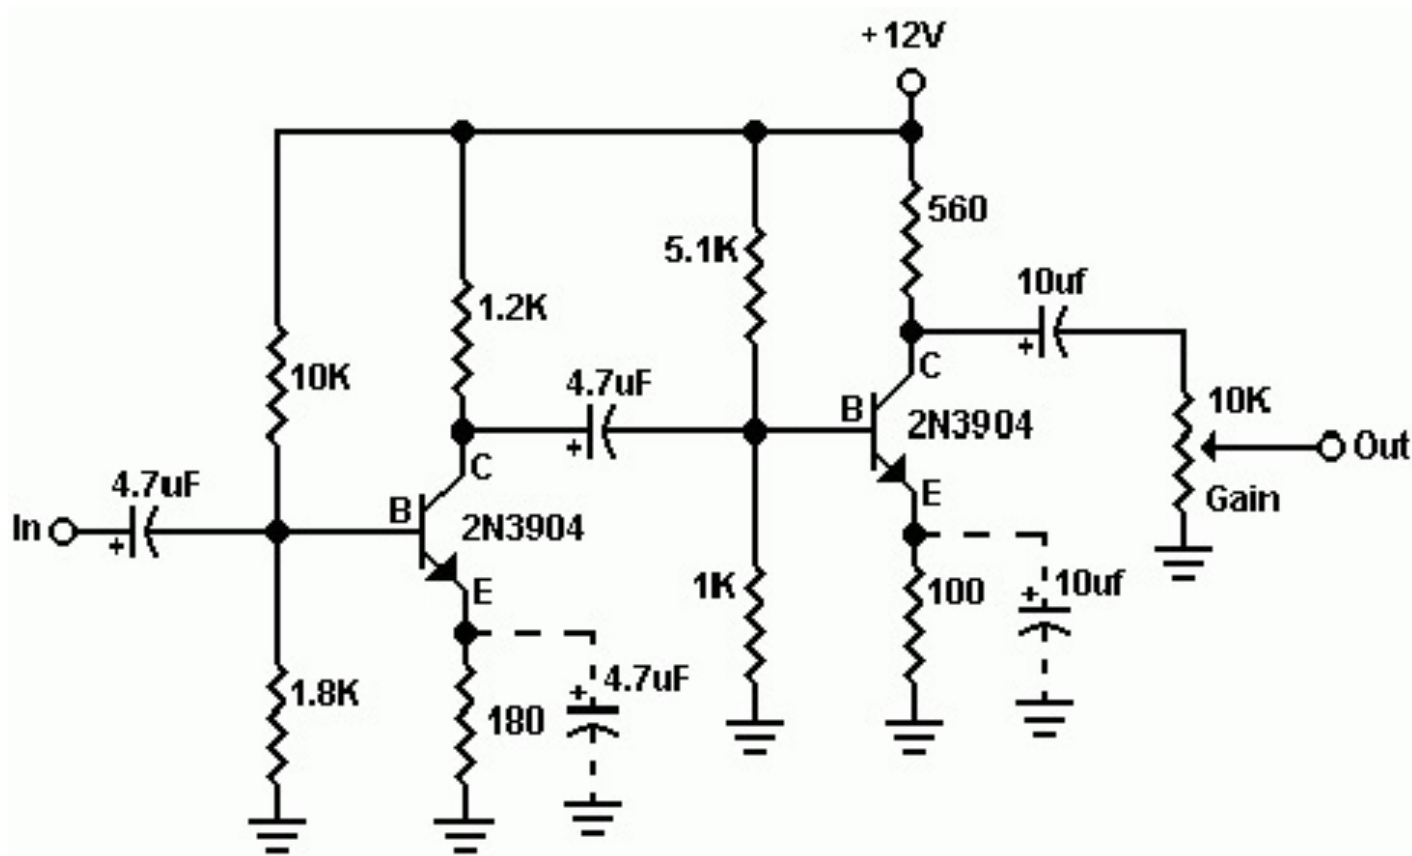 +12V
560
5.1K
10uf
1.2K
C
10K
4.7uF
B
2N3904
10K
Out
C
E
Gain
4.7uF
In
B
2N3904
1K
100
10uf
E
1.8K
4.7uF
180
+
+
+
+
+